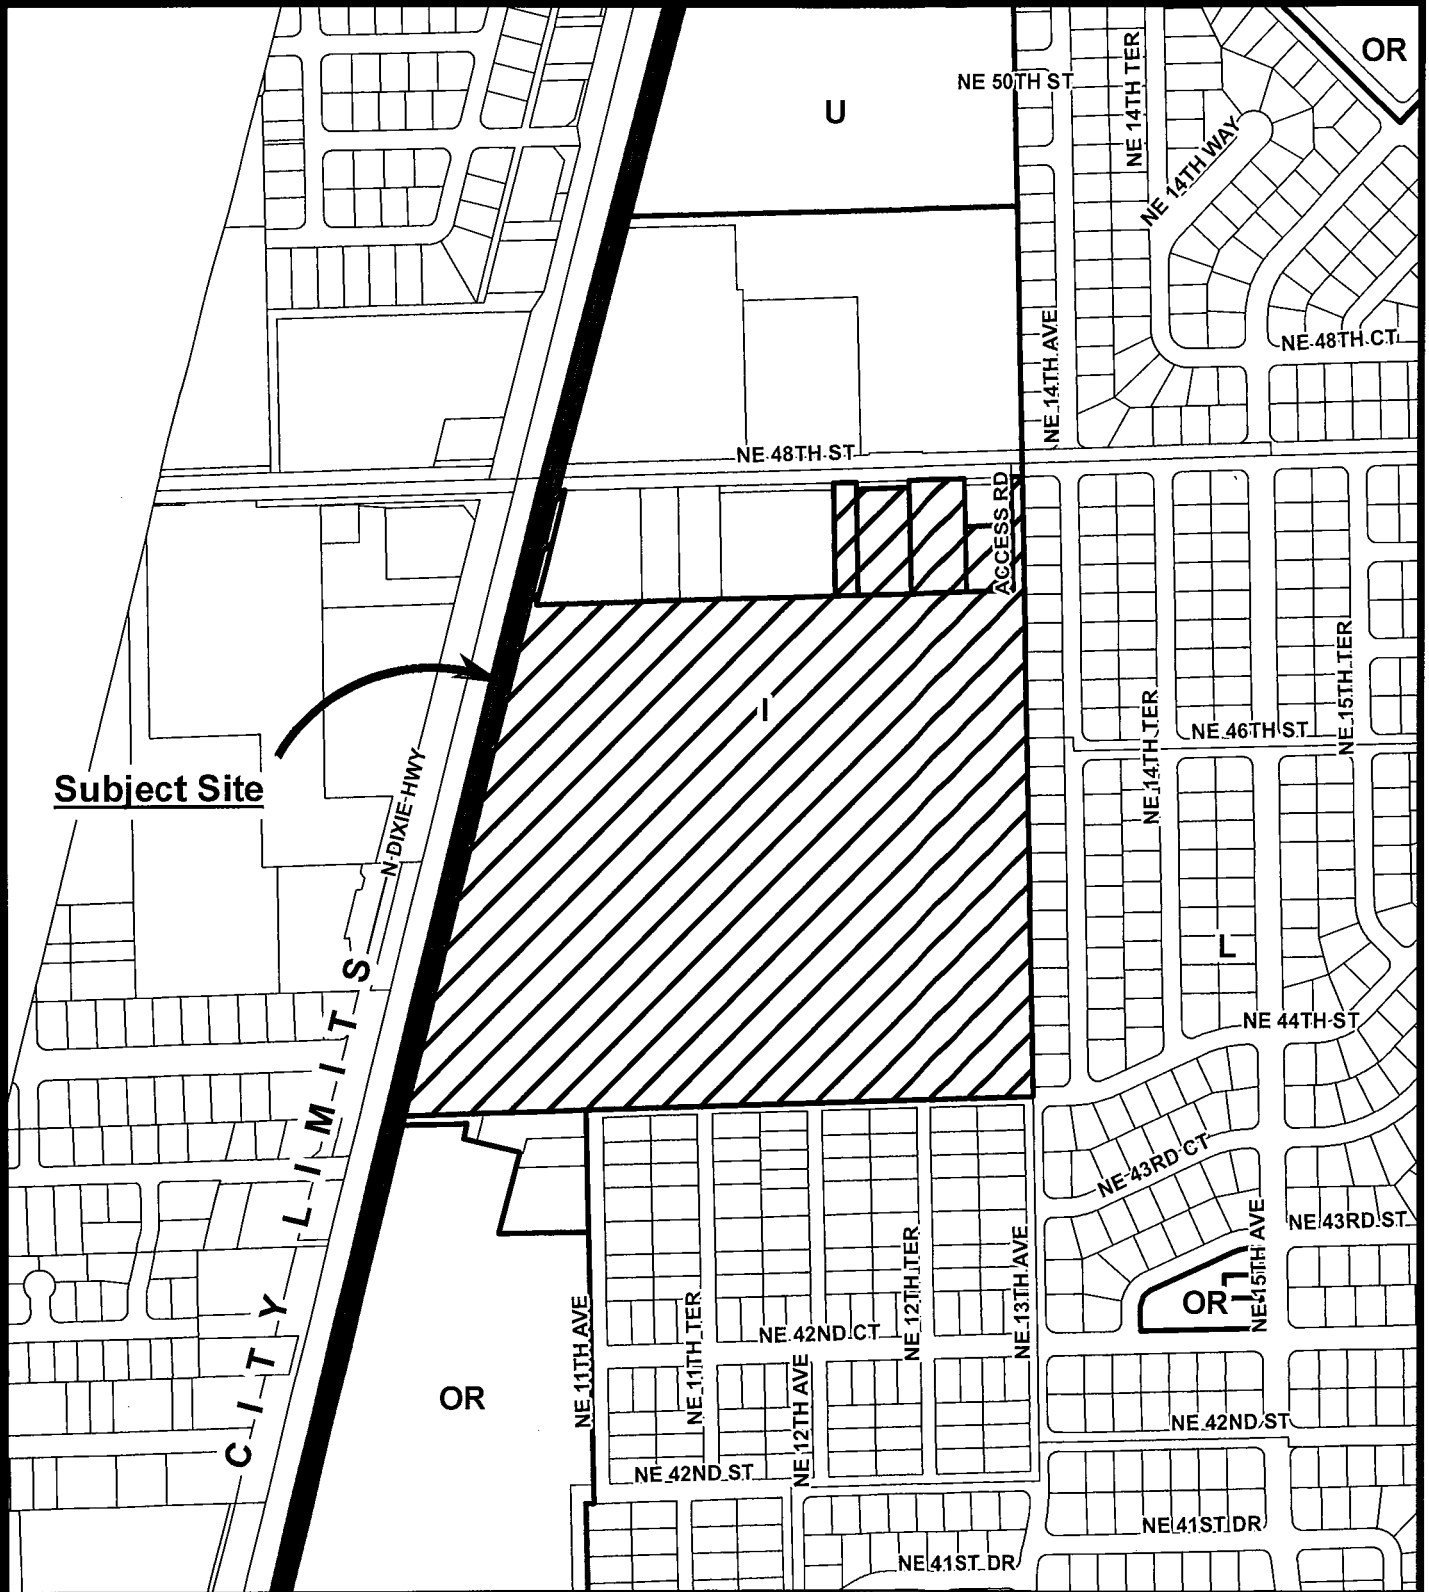 OR
NE 50TH ST
NE 14TH TER
U
NE 14TH WAY
NE 14TH AVE
NE 48TH CT
NE 48TH ST
ACCESS RD
NE 15TH TER
I
NE 14TH TER
NE 46TH ST
Subject Site
N DIXIE HWY
L
CITY LIMITS
NE 44TH ST
NE 43RD CT
NE 15TH AVE
NE 43RD ST
OR
NE 11TH AVE
NE 11TH TER
NE 42ND CT
NE 12TH TER
NE 13TH AVE
NE 12TH AVE
OR
NE 42ND ST
NE 42ND ST
NE 41ST DR
NE 41ST DR